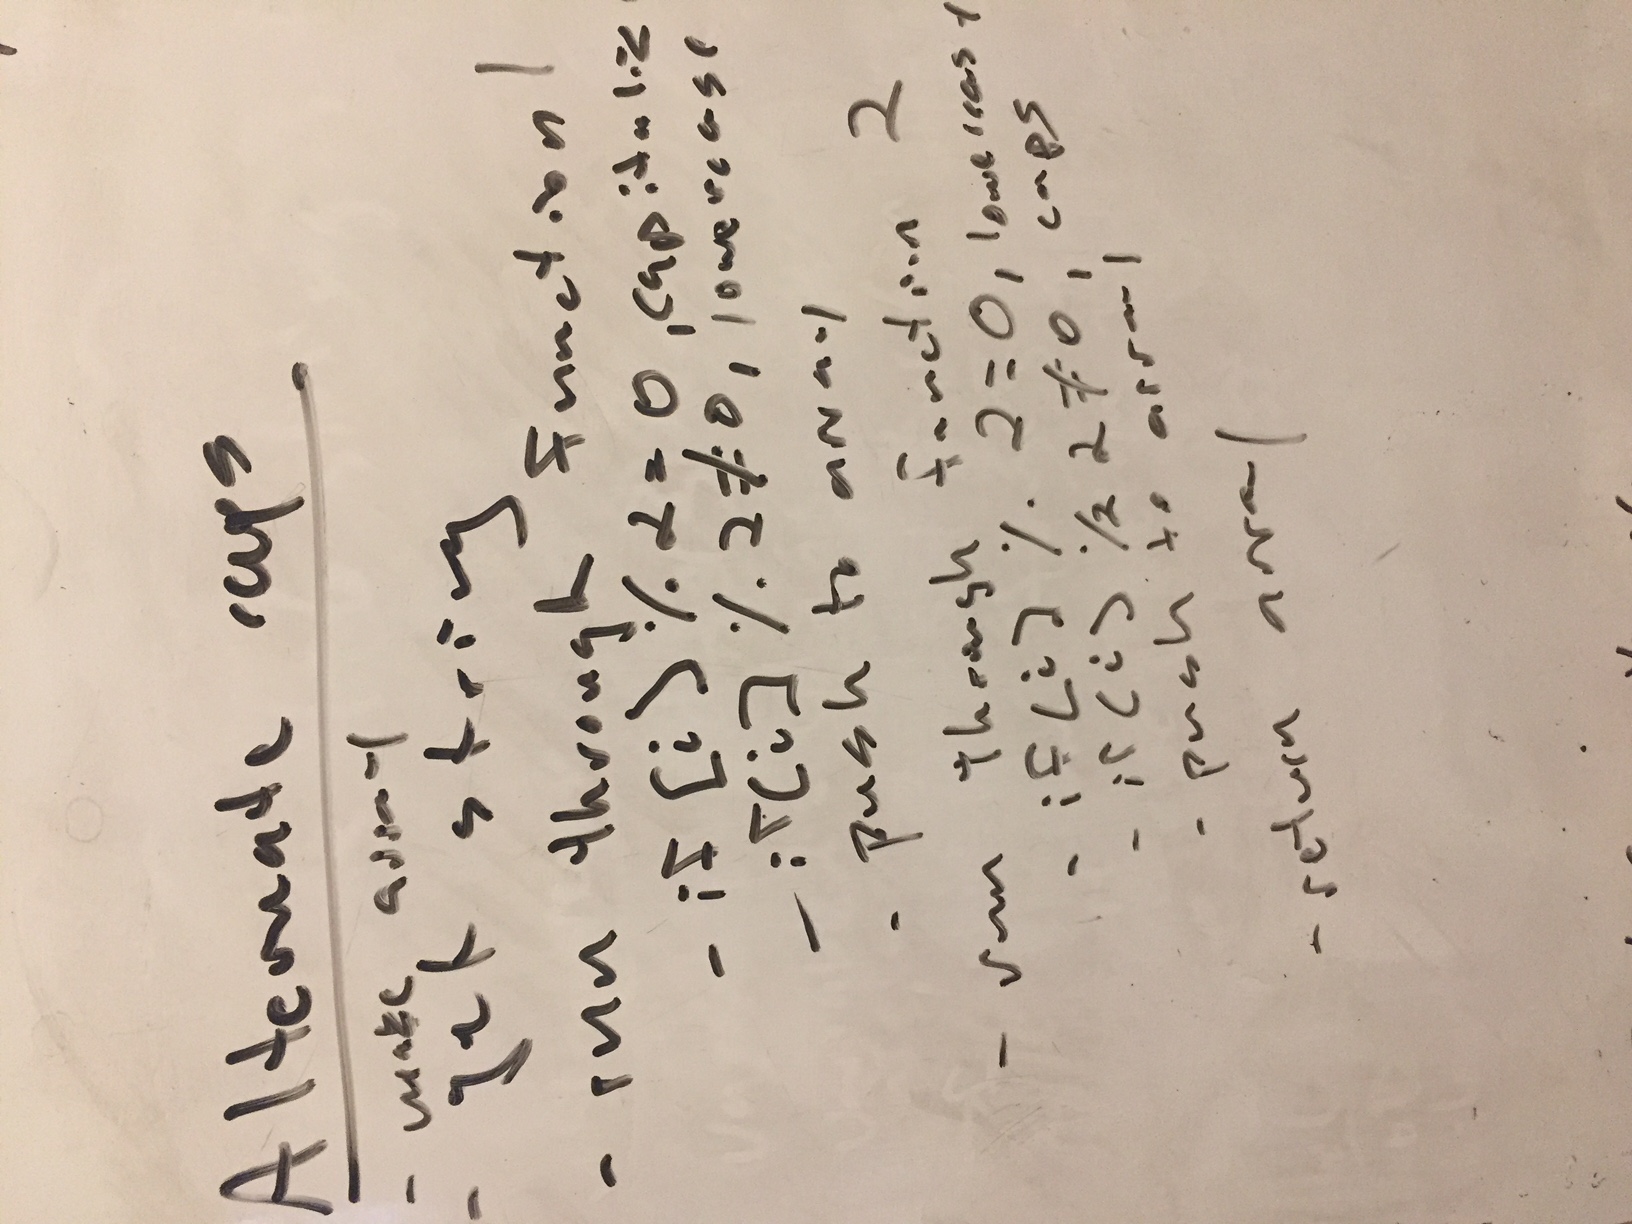 Alternate caps
- make array
- get string
- run through function 1
- if [i] % 2 = 0, capitalize
- if [i] % 2 ≠ 0, lowercase
- push to array
- run through function 2
- if [i] % 2 = 0, lowercase
- if [i] % 2 ≠ 0, caps
- push to array
- return array